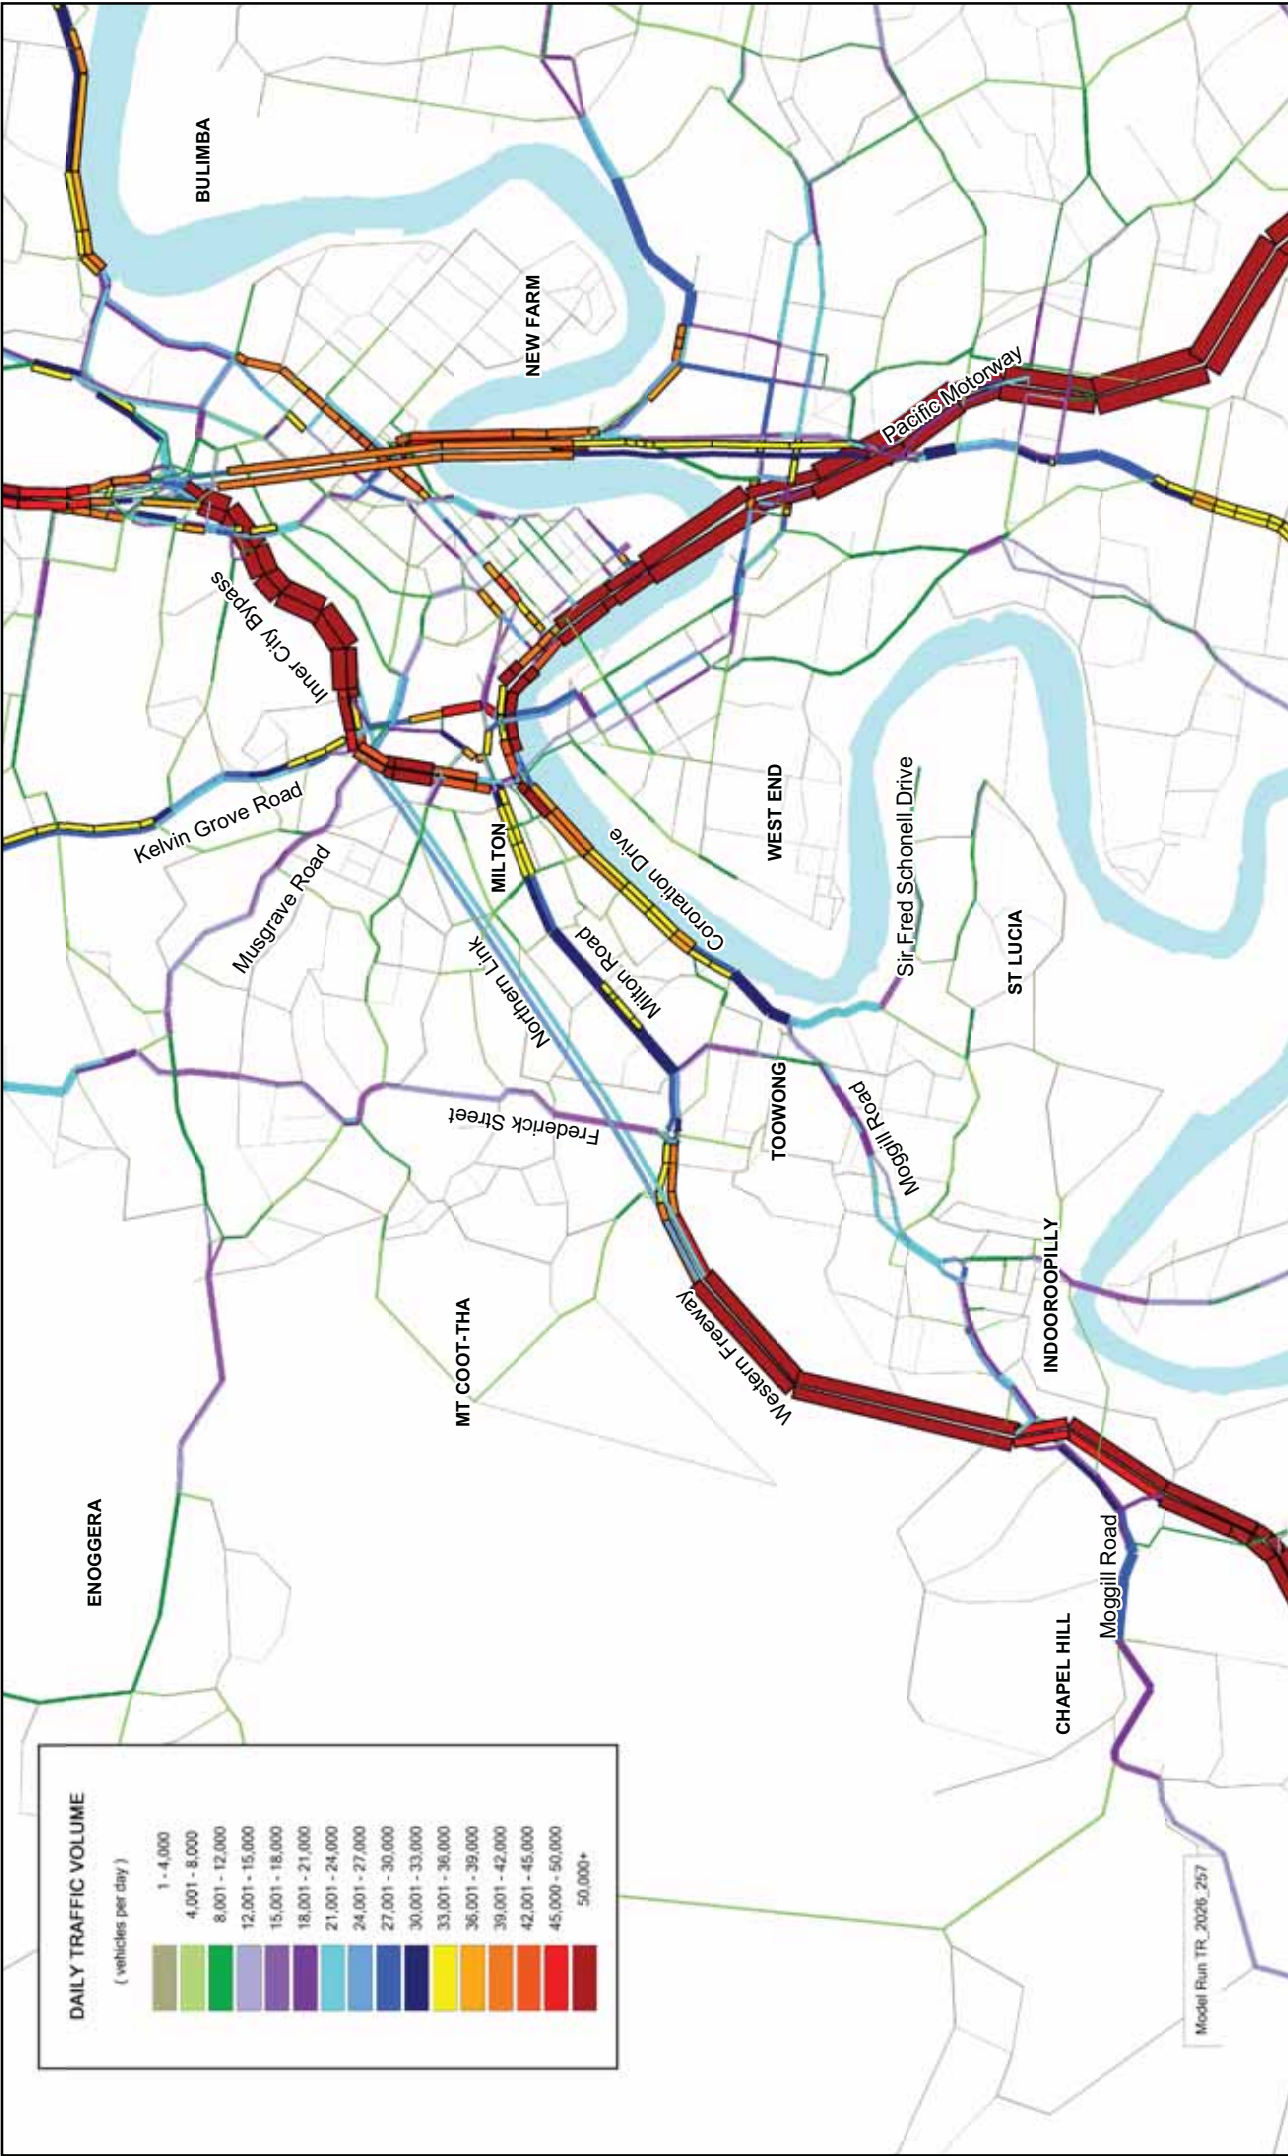 DAILY TRAFFIC VOLUME
( vehicles per day )
1 - 4,000
4,001 - 8,000
8,001 - 12,000
12,001 - 15,000
15,001 - 18,000
18,001 - 21,000
21,001 - 24,000
24,001 - 27,000
27,001 - 30,000
30,001 - 33,000
33,001 - 36,000
36,001 - 39,000
39,001 - 42,000
42,001 - 45,000
45,000 - 50,000
50,000+
ENOGGERA
BULIMBA
Kelvin Grove Road
Inner City Bypass
Musgrave Road
NEW FARM
MT COOT-THA
Frederick Street
Northern Link
MILTON
Milton Road
Coronation Drive
Western Freeway
TOOWONG
WEST END
Pacific Motorway
Moggill Road
Sir Fred Schonell Drive
ST LUCIA
INDOOROOPILLY
CHAPEL HILL
Moggill Road
Model Run TR_2026_257